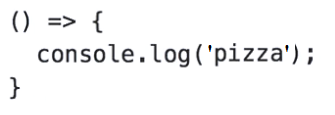 () => {
  console.log('pizza');
}